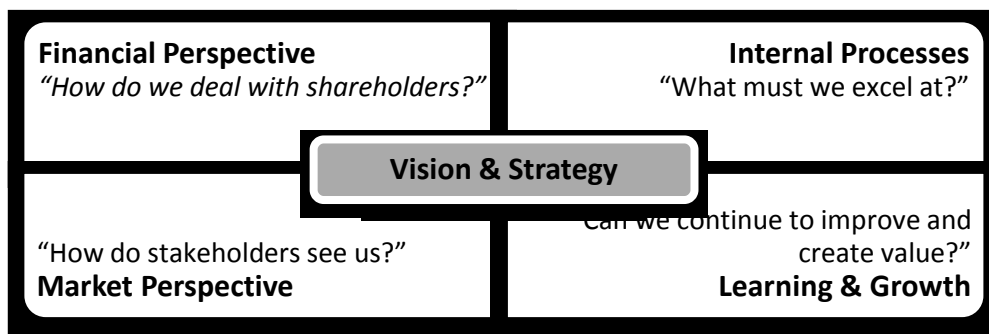 Financial Perspective
“How do we deal with shareholders?”
Internal Processes
“What must we excel at?”
Vision & Strategy
“How do stakeholders see us?”
Market Perspective
Can we continue to improve and
create value?”
Learning & Growth